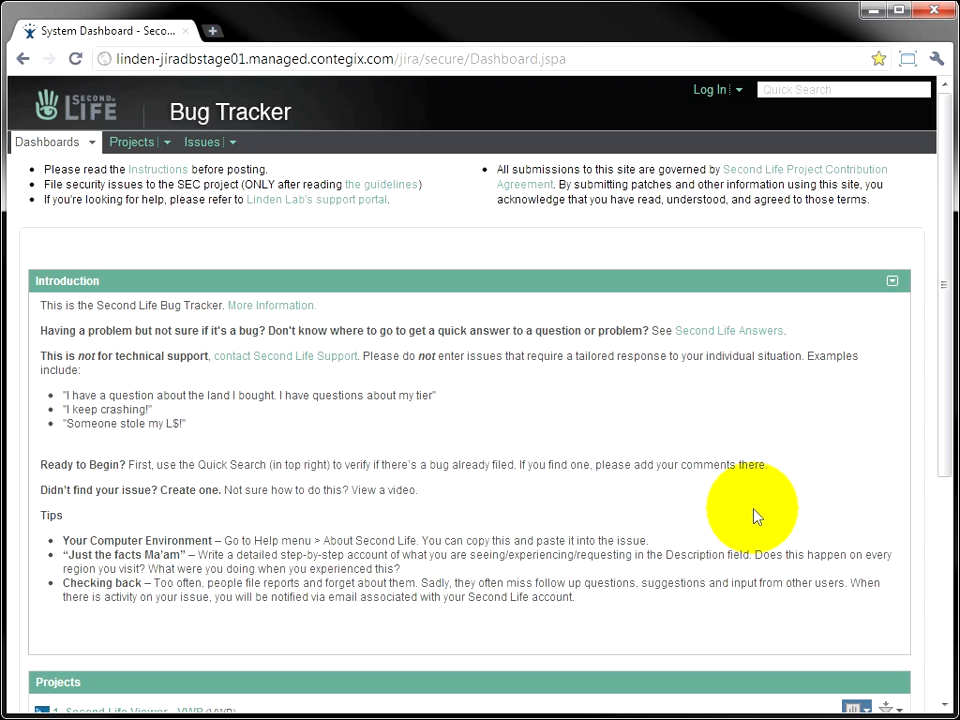 System Dashboard - Seco...
linden-jiradbstage01.managed.contegix.com/jira/secure/Dashboard.jspa
Log In
Quick Search
SECOND LIFE
Bug Tracker
Dashboards
Projects
Issues
Please read the Instructions before posting.
File security issues to the SEC project (ONLY after reading the guidelines)
If you're looking for help, please refer to Linden Lab's support portal.
All submissions to this site are governed by Second Life Project Contribution
Agreement. By submitting patches and other information using this site, you
acknowledge that you have read, understood, and agreed to those terms.
Introduction
This is the Second Life Bug Tracker. More Information.
Having a problem but not sure if it's a bug? Don't know where to go to get a quick answer to a question or problem? See Second Life Answers.
This is not for technical support, contact Second Life Support. Please do not enter issues that require a tailored response to your individual situation. Examples
include:
"I have a question about the land I bought. I have questions about my tier"
"I keep crashing!"
"Someone stole my L$!"
Ready to Begin? First, use the Quick Search (in top right) to verify if there's a bug already filed. If you find one, please add your comments there.
Didn't find your issue? Create one. Not sure how to do this? View a video.
Tips
Your Computer Environment – Go to Help menu > About Second Life. You can copy this and paste it into the issue.
“Just the facts Ma'am” – Write a detailed step-by-step account of what you are seeing/experiencing/requesting in the Description field. Does this happen on every
region you visit? What were you doing when you experienced this?
Checking back – Too often, people file reports and forget about them. Sadly, they often miss follow up questions, suggestions and input from other users. When
there is activity on your issue, you will be notified via email associated with your Second Life account.
Projects
1. Second Life Viewer - VWR (VWR)